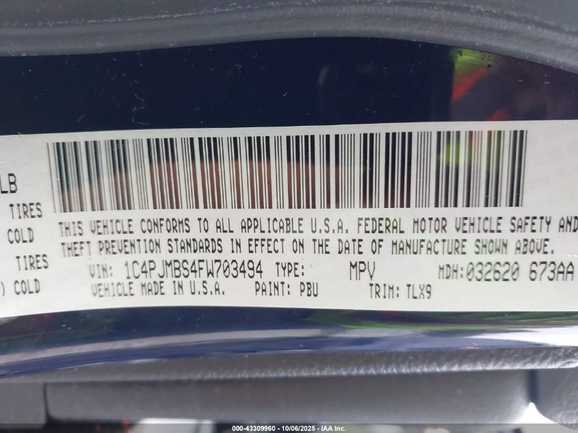 LB
TIRES
COLD
TIRES
) COLD
THIS VEHICLE CONFORMS TO ALL APPLICABLE U.S.A. FEDERAL MOTOR VEHICLE SAFETY AND
THEFT PREVENTION STANDARDS IN EFFECT ON THE DATE OF MANUFACTURE SHOWN ABOVE.
VIN: 1C4PJMBS4FW703494 TYPE: MPV MDH: 032620 673AA
VEHICLE MADE IN U.S.A. PAINT: PBU TRIM: TLX9
000-43309960 - 10/06/2025 - IAA Inc.